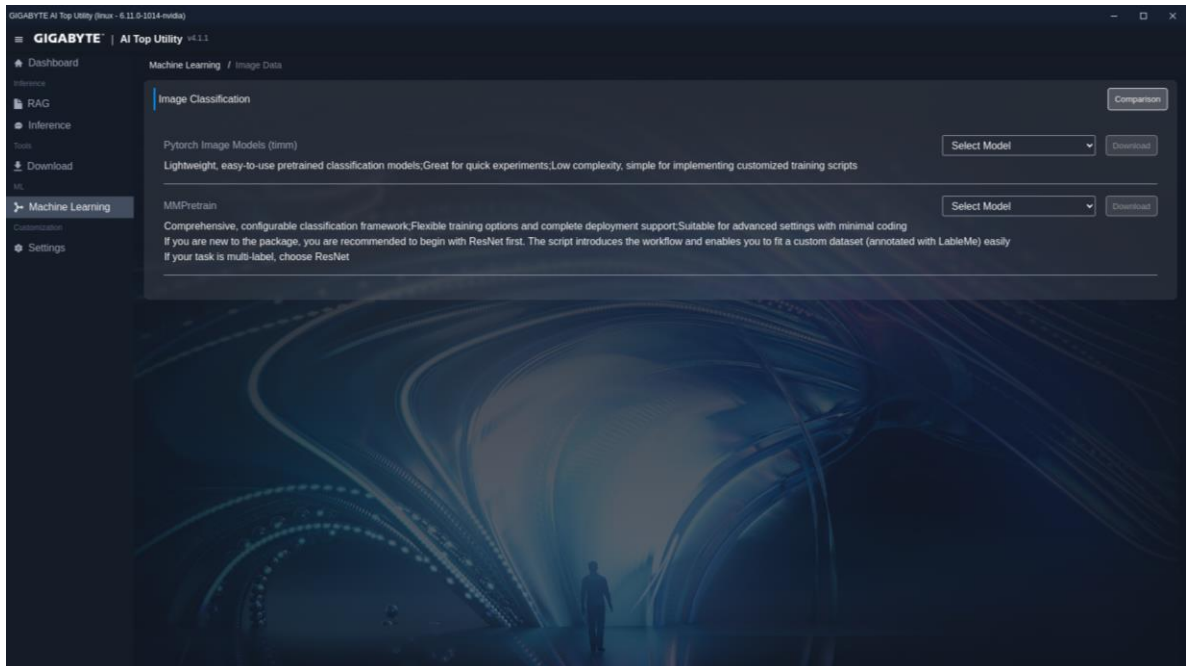 GIGABYTE AI Top Utility (linux - 6.11.0-1014-nvidia)
GIGABYTE | AI Top Utility v4.1.1
Dashboard
Inference
RAG
Inference
Tools
Download
ML
Machine Learning
Customization
Settings
Machine Learning / Image Data
Image Classification
Comparison
Pytorch Image Models (timm)
Select Model
Download
Lightweight, easy-to-use pretrained classification models;Great for quick experiments;Low complexity, simple for implementing customized training scripts
MMPretrain
Select Model
Download
Comprehensive, configurable classification framework;Flexible training options and complete deployment support;Suitable for advanced settings with minimal coding
If you are new to the package, you are recommended to begin with ResNet first. The script introduces the workflow and enables you to fit a custom dataset (annotated with LableMe) easily
If your task is multi-label, choose ResNet